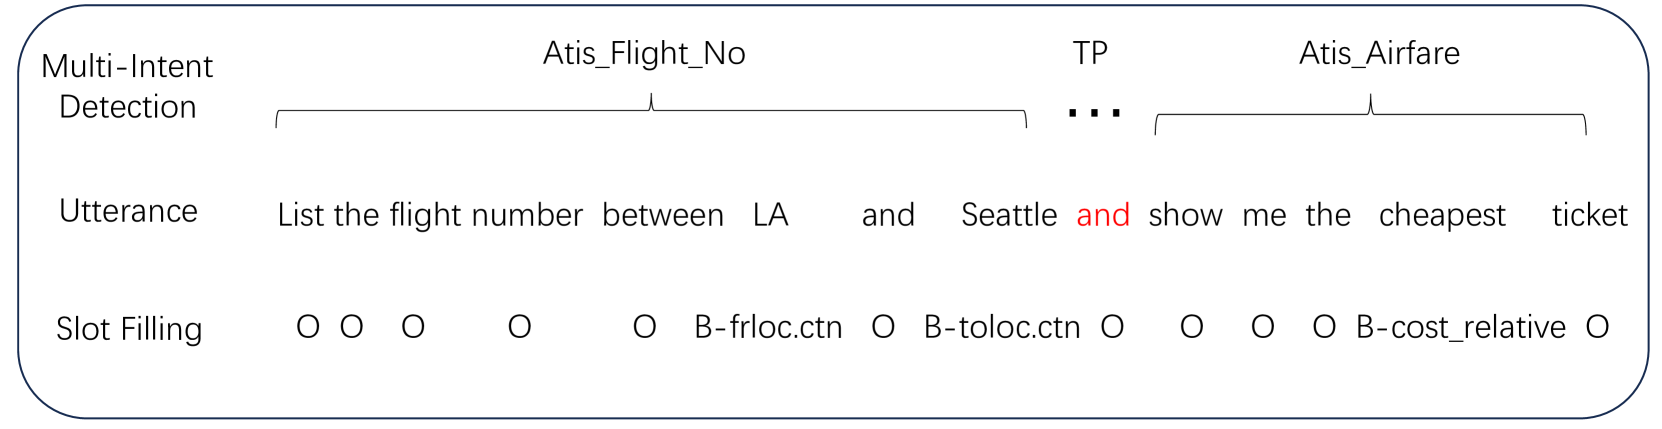 Multi-Intent Detection Atis_Flight_No TP Atis_Airfare
...
Utterance List the flight number between LA and Seattle and show me the cheapest ticket
Slot Filling O O O O O B-frloc.ctn O B-toloc.ctn O O O O B-cost_relative O